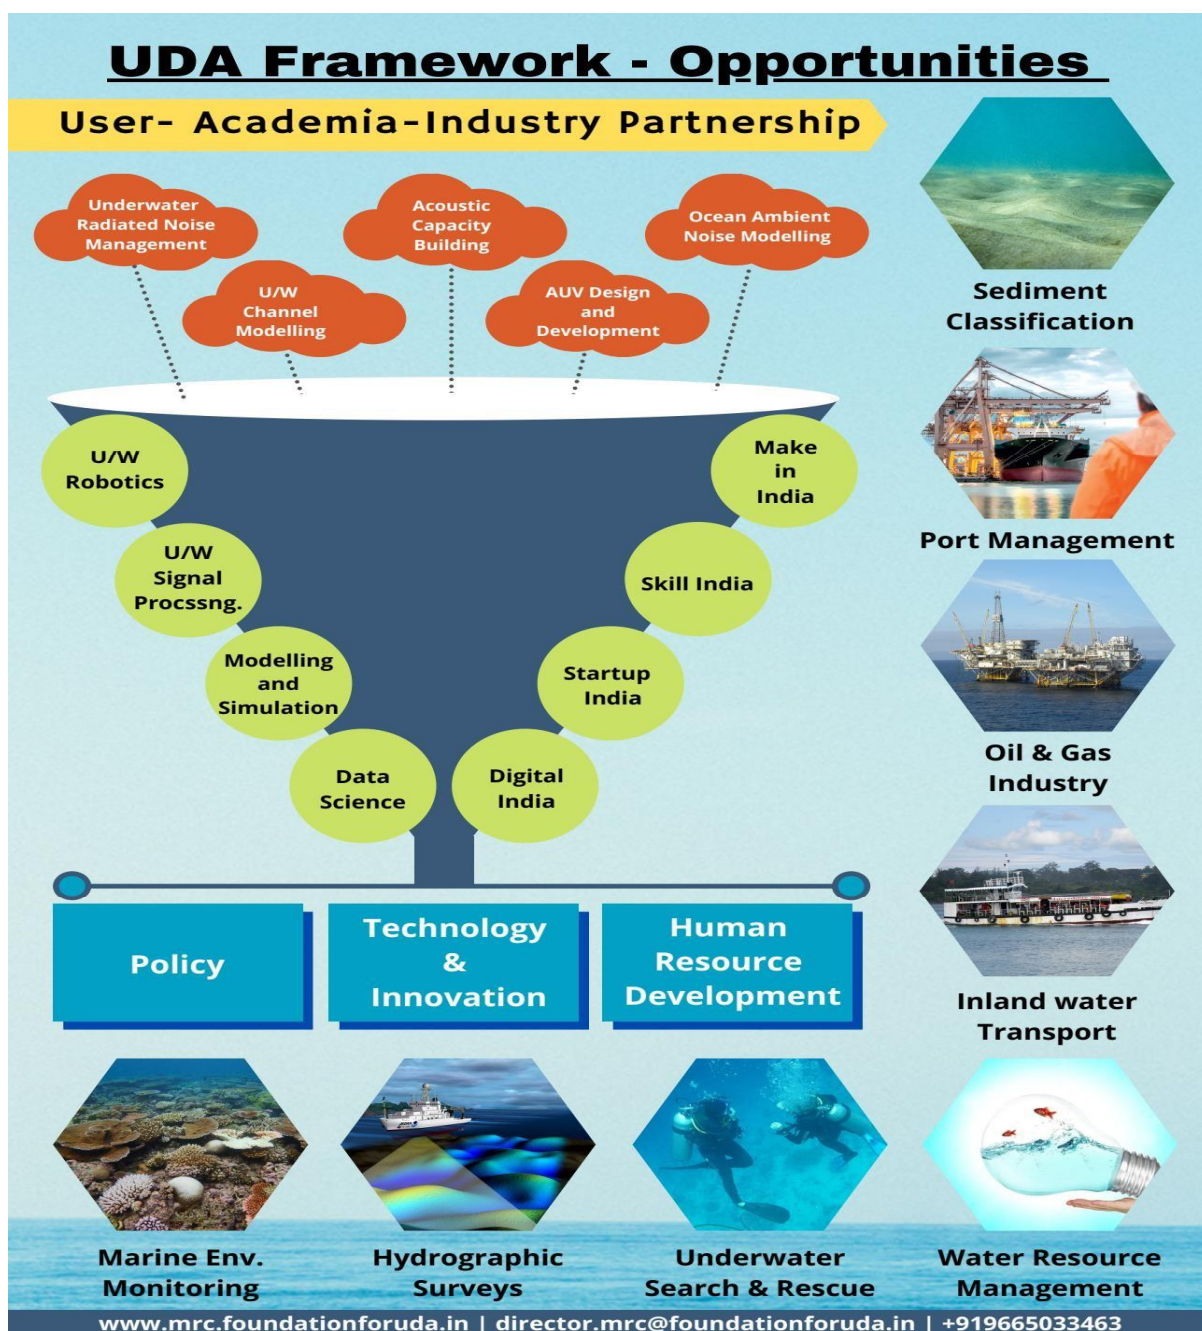 UDA Framework - Opportunities
User- Academia-Industry Partnership
Underwater
Radiated Noise
Management
U/W
Channel
Modelling
Acoustic
Capacity
Building
AUV Design
and
Development
Ocean Ambient
Noise Modelling
U/W
Robotics
U/W
Signal
Procssng.
Modelling
and
Simulation
Data
Science
Make
in
India
Skill India
Startup
India
Digital
India
Policy
Technology
&
Innovation
Human
Resource
Development
Sediment
Classification
Port Management
Oil & Gas
Industry
Inland water
Transport
Marine Env.
Monitoring
Hydrographic
Surveys
Underwater
Search & Rescue
Water Resource
Management
www.mrc.foundationforuda.in | director.mrc@foundationforuda.in | +919665033463